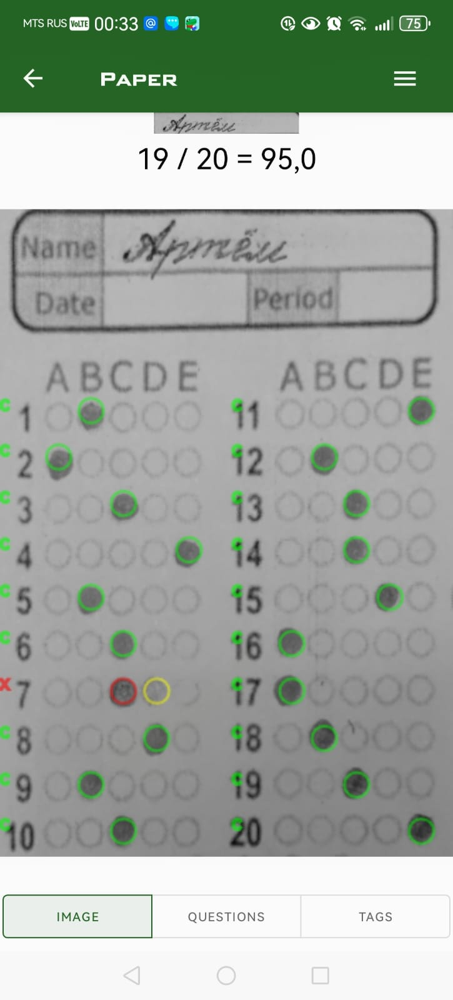 MTS RUS VoLTE 00:33 75
PAPER
Артём
19 / 20 = 95,0
Name Артём
Date Period
A B C D E A B C D E
1 11
2 12
3 13
4 14
5 15
6 16
x 7 17
8 18
9 19
10 20
IMAGE QUESTIONS TAGS